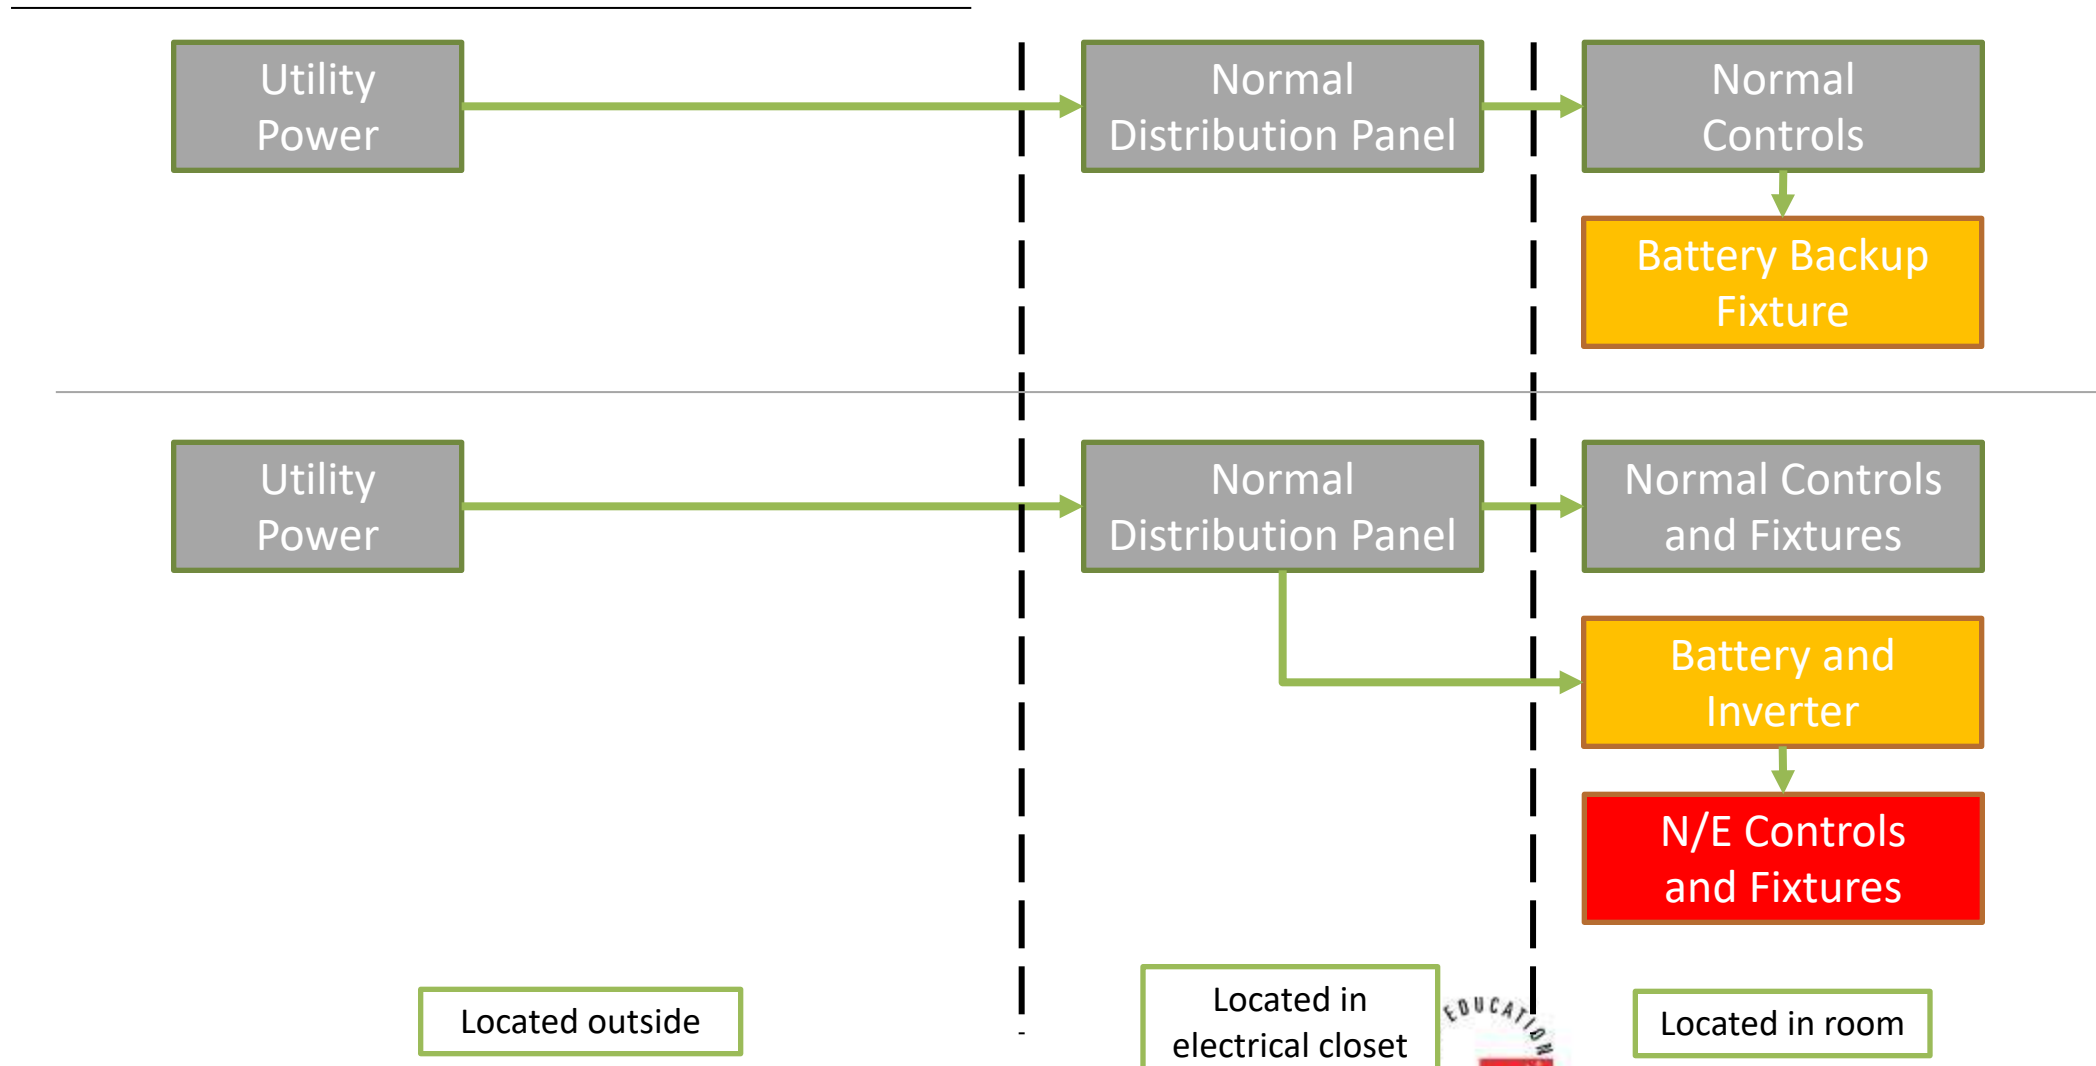 Utility
Power
Normal
Distribution Panel
Normal
Controls
Battery Backup
Fixture
Utility
Power
Normal
Distribution Panel
Normal Controls
and Fixtures
Battery and
Inverter
N/E Controls
and Fixtures
Located outside
Located in
electrical closet
EDUCATION
Located in room